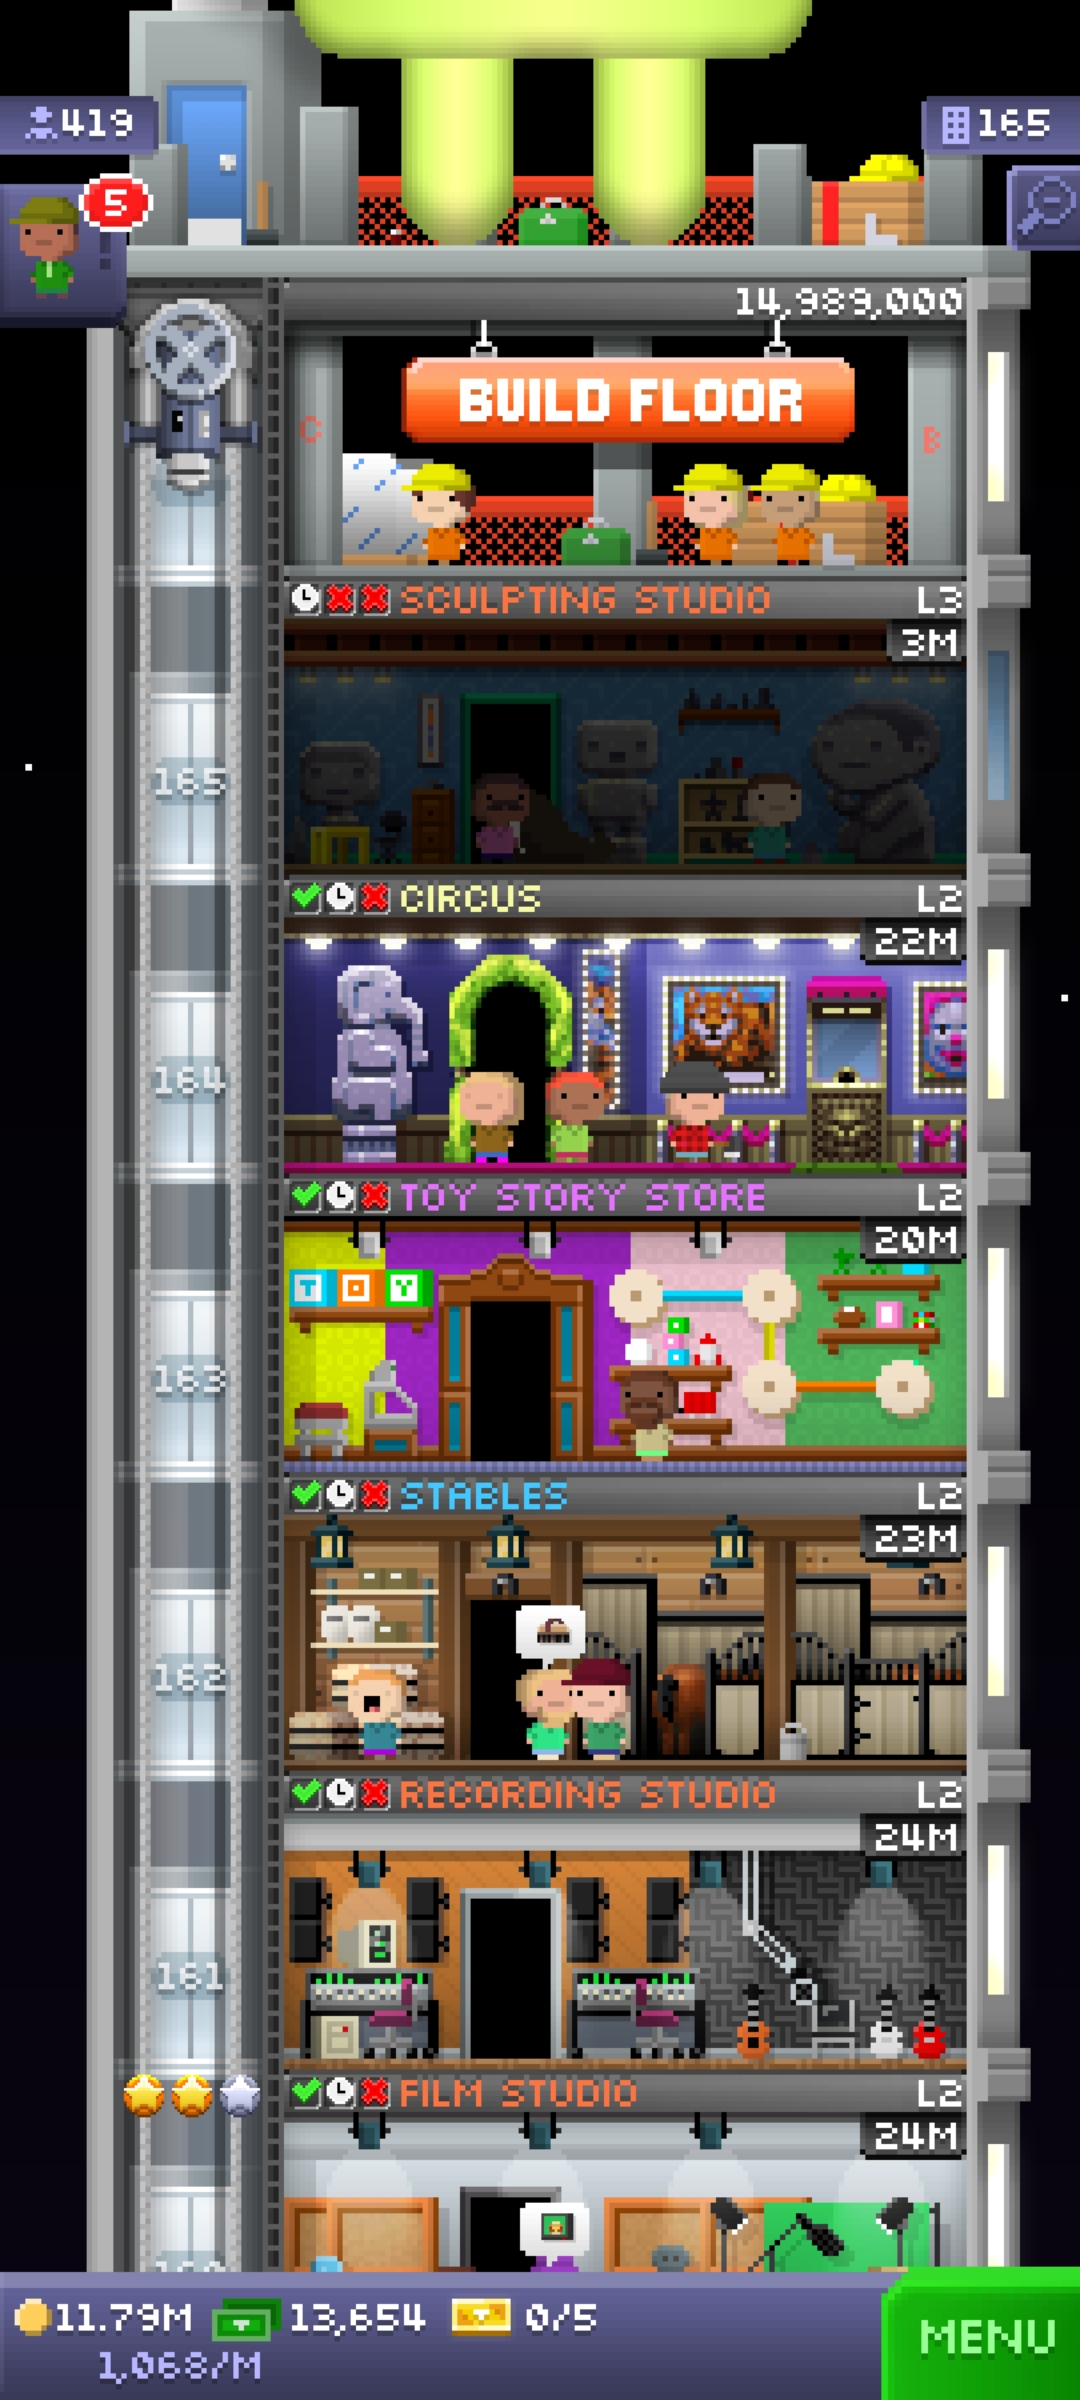 419
165
5
14,989,000
BUILD FLOOR
C
B
SCULPTING STUDIO L3
3M
165
CIRCUS L2
22M
164
TOY STORY STORE L2
20M
TOY
163
STABLES L2
23M
162
RECORDING STUDIO L2
24M
161
FILM STUDIO L2
24M
11.79M 13,654 0/5
MENU
1,068/M